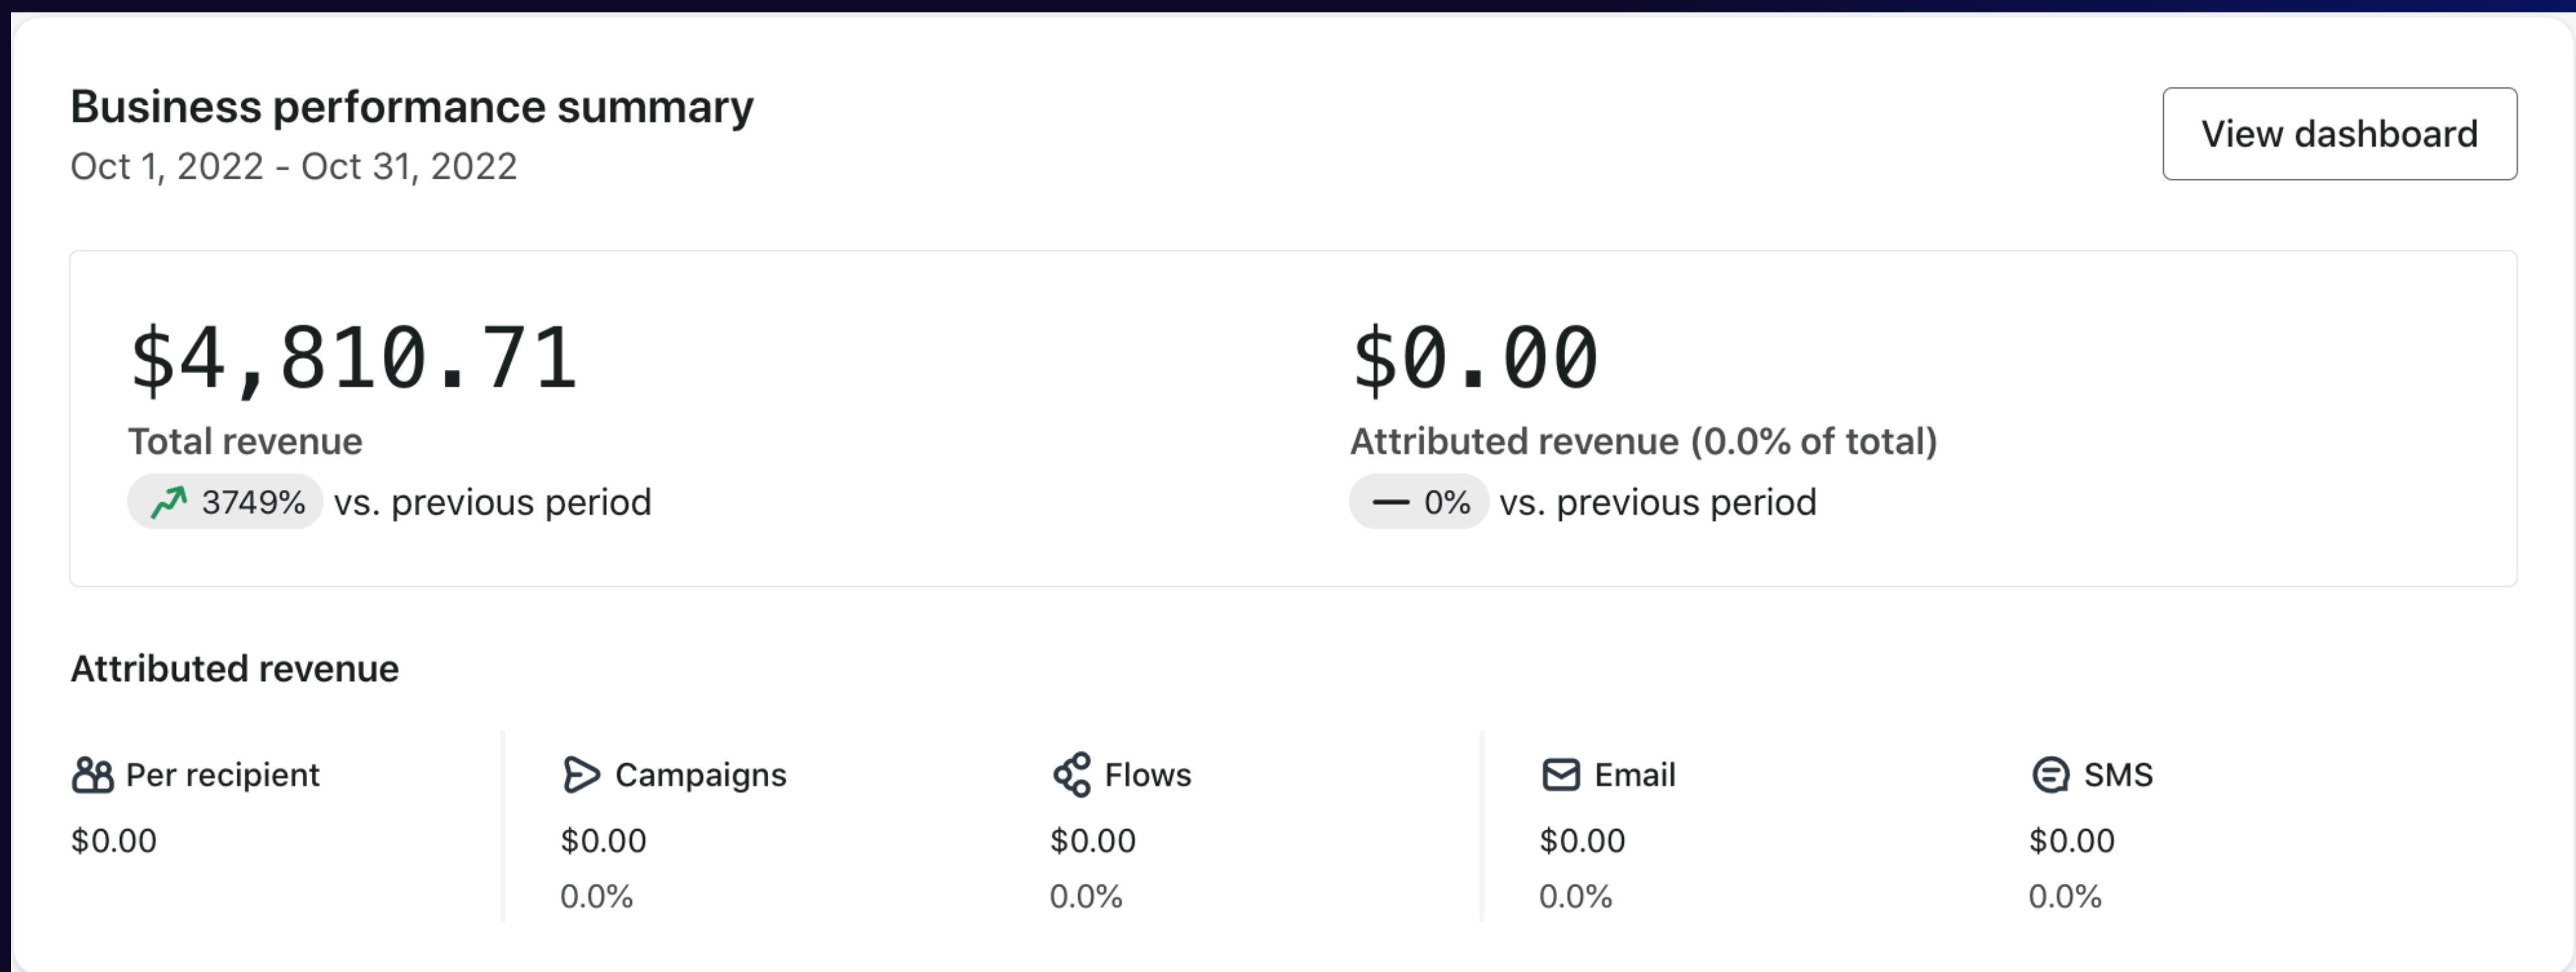 Business performance summary
View dashboard
Oct 1, 2022 - Oct 31, 2022
$4,810.71
Total revenue
3749% vs. previous period
$0.00
Attributed revenue (0.0% of total)
0% vs. previous period
Attributed revenue
Per recipient
$0.00
Campaigns
$0.00
0.0%
Flows
$0.00
0.0%
Email
$0.00
0.0%
SMS
$0.00
0.0%